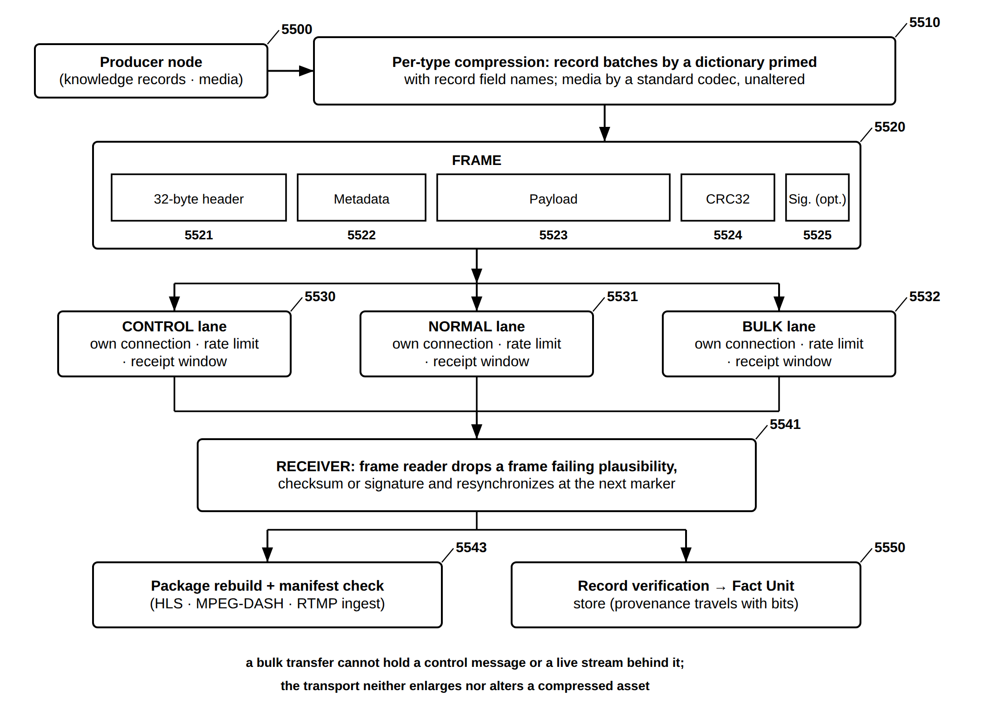 5500
5510
Producer node
(knowledge records · media)
Per-type compression: record batches by a dictionary primed
with record field names; media by a standard codec, unaltered
5520
FRAME
32-byte header
Metadata
Payload
CRC32
Sig. (opt.)
5521
5522
5523
5524
5525
5530
5531
5532
CONTROL lane
own connection · rate limit
· receipt window
NORMAL lane
own connection · rate limit
· receipt window
BULK lane
own connection · rate limit
· receipt window
5541
RECEIVER: frame reader drops a frame failing plausibility,
checksum or signature and resynchronizes at the next marker
5543
5550
Package rebuild + manifest check
(HLS · MPEG-DASH · RTMP ingest)
Record verification → Fact Unit
store (provenance travels with bits)
a bulk transfer cannot hold a control message or a live stream behind it;
the transport neither enlarges nor alters a compressed asset